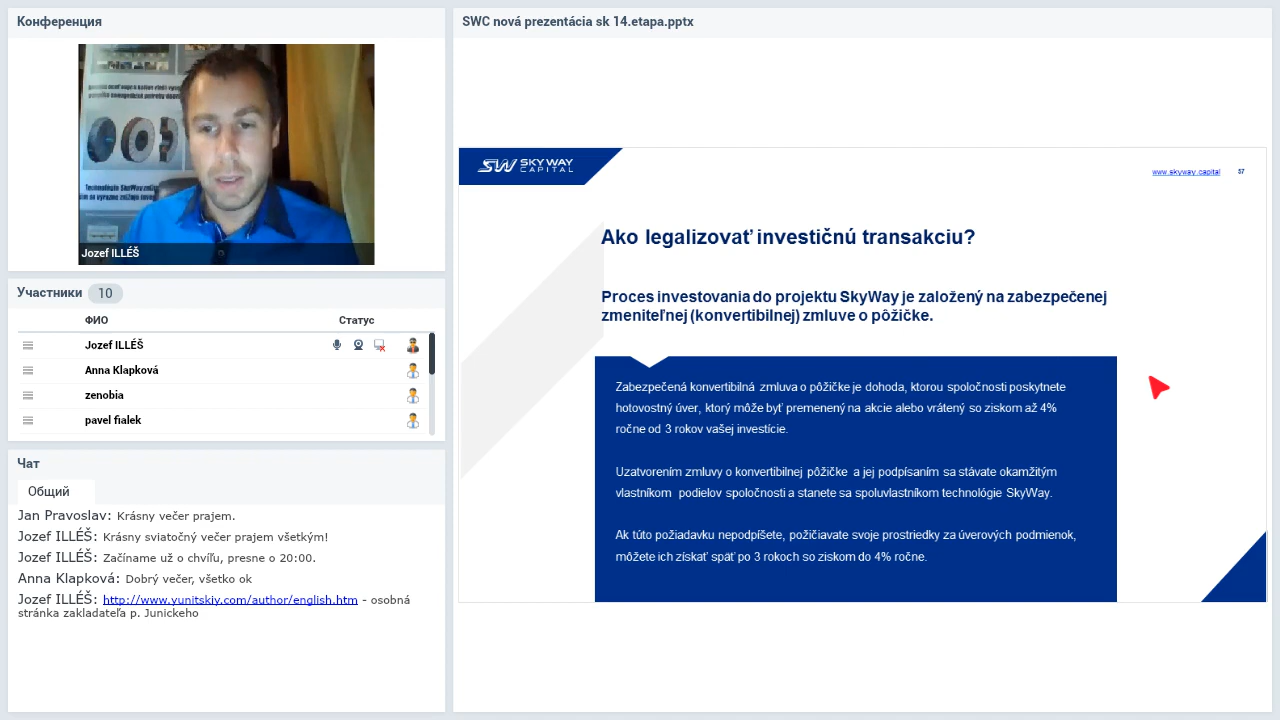 Конференция
Jozef ILLÉŠ
Участники 10
ФИО Статус
Jozef ILLÉŠ
Anna Klapková
zenobia
pavel fialek
Чат
Общий
Jan Pravoslav: Krásny večer prajem.
Jozef ILLÉŠ: Krásny sviatočný večer prajem všetkým!
Jozef ILLÉŠ: Začíname už o chvíľu, presne o 20:00.
Anna Klapková: Dobrý večer, všetko ok
Jozef ILLÉŠ: http://www.yunitskiy.com/author/english.htm - osobná
stránka zakladateľa p. Junickeho
SWC nová prezentácia sk 14.etapa.pptx
SW SKY WAY
CAPITAL
www.skyway.capital 57
Ako legalizovať investičnú transakciu?
Proces investovania do projektu SkyWay je založený na zabezpečenej
zmeniteľnej (konvertibilnej) zmluve o pôžičke.
Zabezpečená konvertibilná zmluva o pôžičke je dohoda, ktorou spoločnosti poskytnete
hotovostný úver, ktorý môže byť premenený na akcie alebo vrátený so ziskom až 4%
ročne od 3 rokov vašej investície.
Uzatvorením zmluvy o konvertibilnej pôžičke a jej podpísaním sa stávate okamžitým
vlastníkom podielov spoločnosti a stanete sa spoluvlastníkom technológie SkyWay.
Ak túto požiadavku nepodpíšete, požičiavate svoje prostriedky za úverových podmienok,
môžete ich získať späť po 3 rokoch so ziskom do 4% ročne.